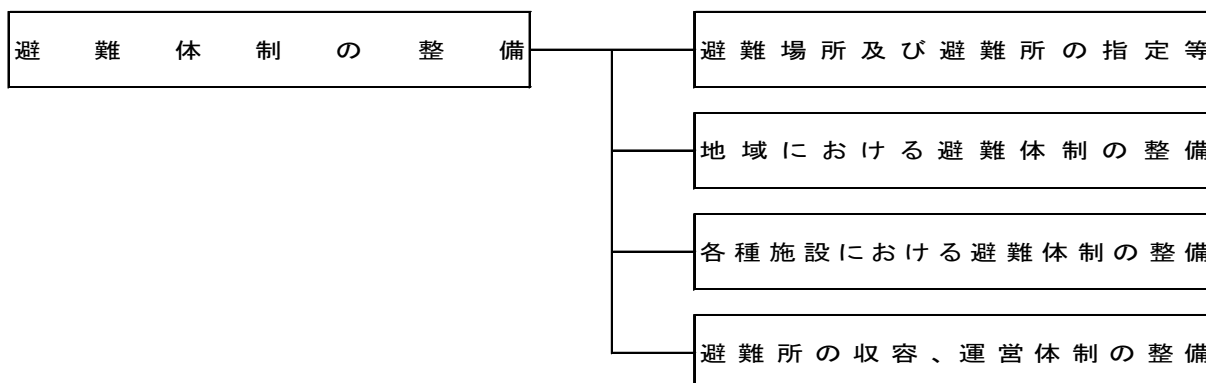 避難体制の整備
避難場所及び避難所の指定等
地域における避難体制の整備
各種施設における避難体制の整備
避難所の収容、運営体制の整備